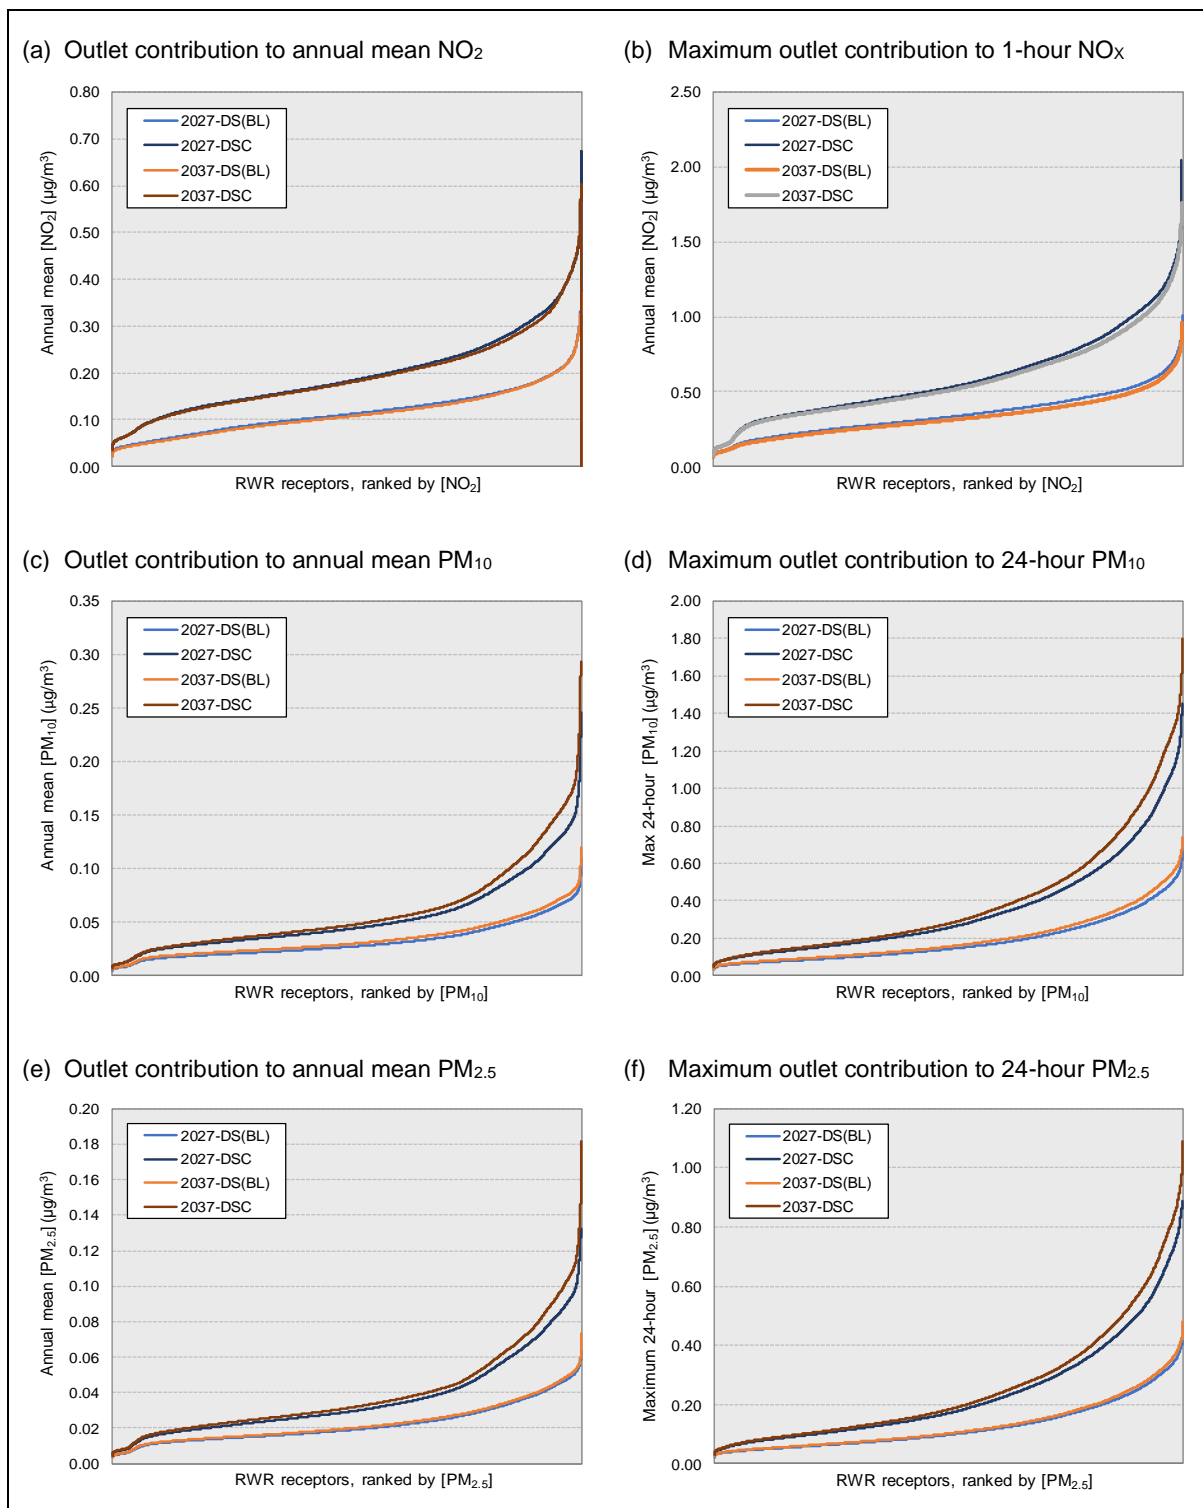 (a) Outlet contribution to annual mean NO2
0.80
0.70
0.60
0.50
0.40
0.30
0.20
0.10
0.00
Annual mean [NO2] (µg/m³)
2027-DS(BL)
2027-DSC
2037-DS(BL)
2037-DSC
RWR receptors, ranked by [NO2]
(b) Maximum outlet contribution to 1-hour NOX
2.50
2.00
1.50
1.00
0.50
0.00
Annual mean [NO2] (µg/m³)
2027-DS(BL)
2027-DSC
2037-DS(BL)
2037-DSC
RWR receptors, ranked by [NO2]
(c) Outlet contribution to annual mean PM10
0.35
0.30
0.25
0.20
0.15
0.10
0.05
0.00
Annual mean [PM10] (µg/m³)
2027-DS(BL)
2027-DSC
2037-DS(BL)
2037-DSC
RWR receptors, ranked by [PM10]
(d) Maximum outlet contribution to 24-hour PM10
2.00
1.80
1.60
1.40
1.20
1.00
0.80
0.60
0.40
0.20
0.00
Max 24-hour [PM10] (µg/m³)
2027-DS(BL)
2027-DSC
2037-DS(BL)
2037-DSC
RWR receptors, ranked by [PM10]
(e) Outlet contribution to annual mean PM2.5
0.20
0.18
0.16
0.14
0.12
0.10
0.08
0.06
0.04
0.02
0.00
Annual mean [PM2.5] (µg/m³)
2027-DS(BL)
2027-DSC
2037-DS(BL)
2037-DSC
RWR receptors, ranked by [PM2.5]
(f) Maximum outlet contribution to 24-hour PM2.5
1.20
1.00
0.80
0.60
0.40
0.20
0.00
Maximum 24-hour [PM2.5] (µg/m³)
2027-DS(BL)
2027-DSC
2037-DS(BL)
2037-DSC
RWR receptors, ranked by [PM2.5]